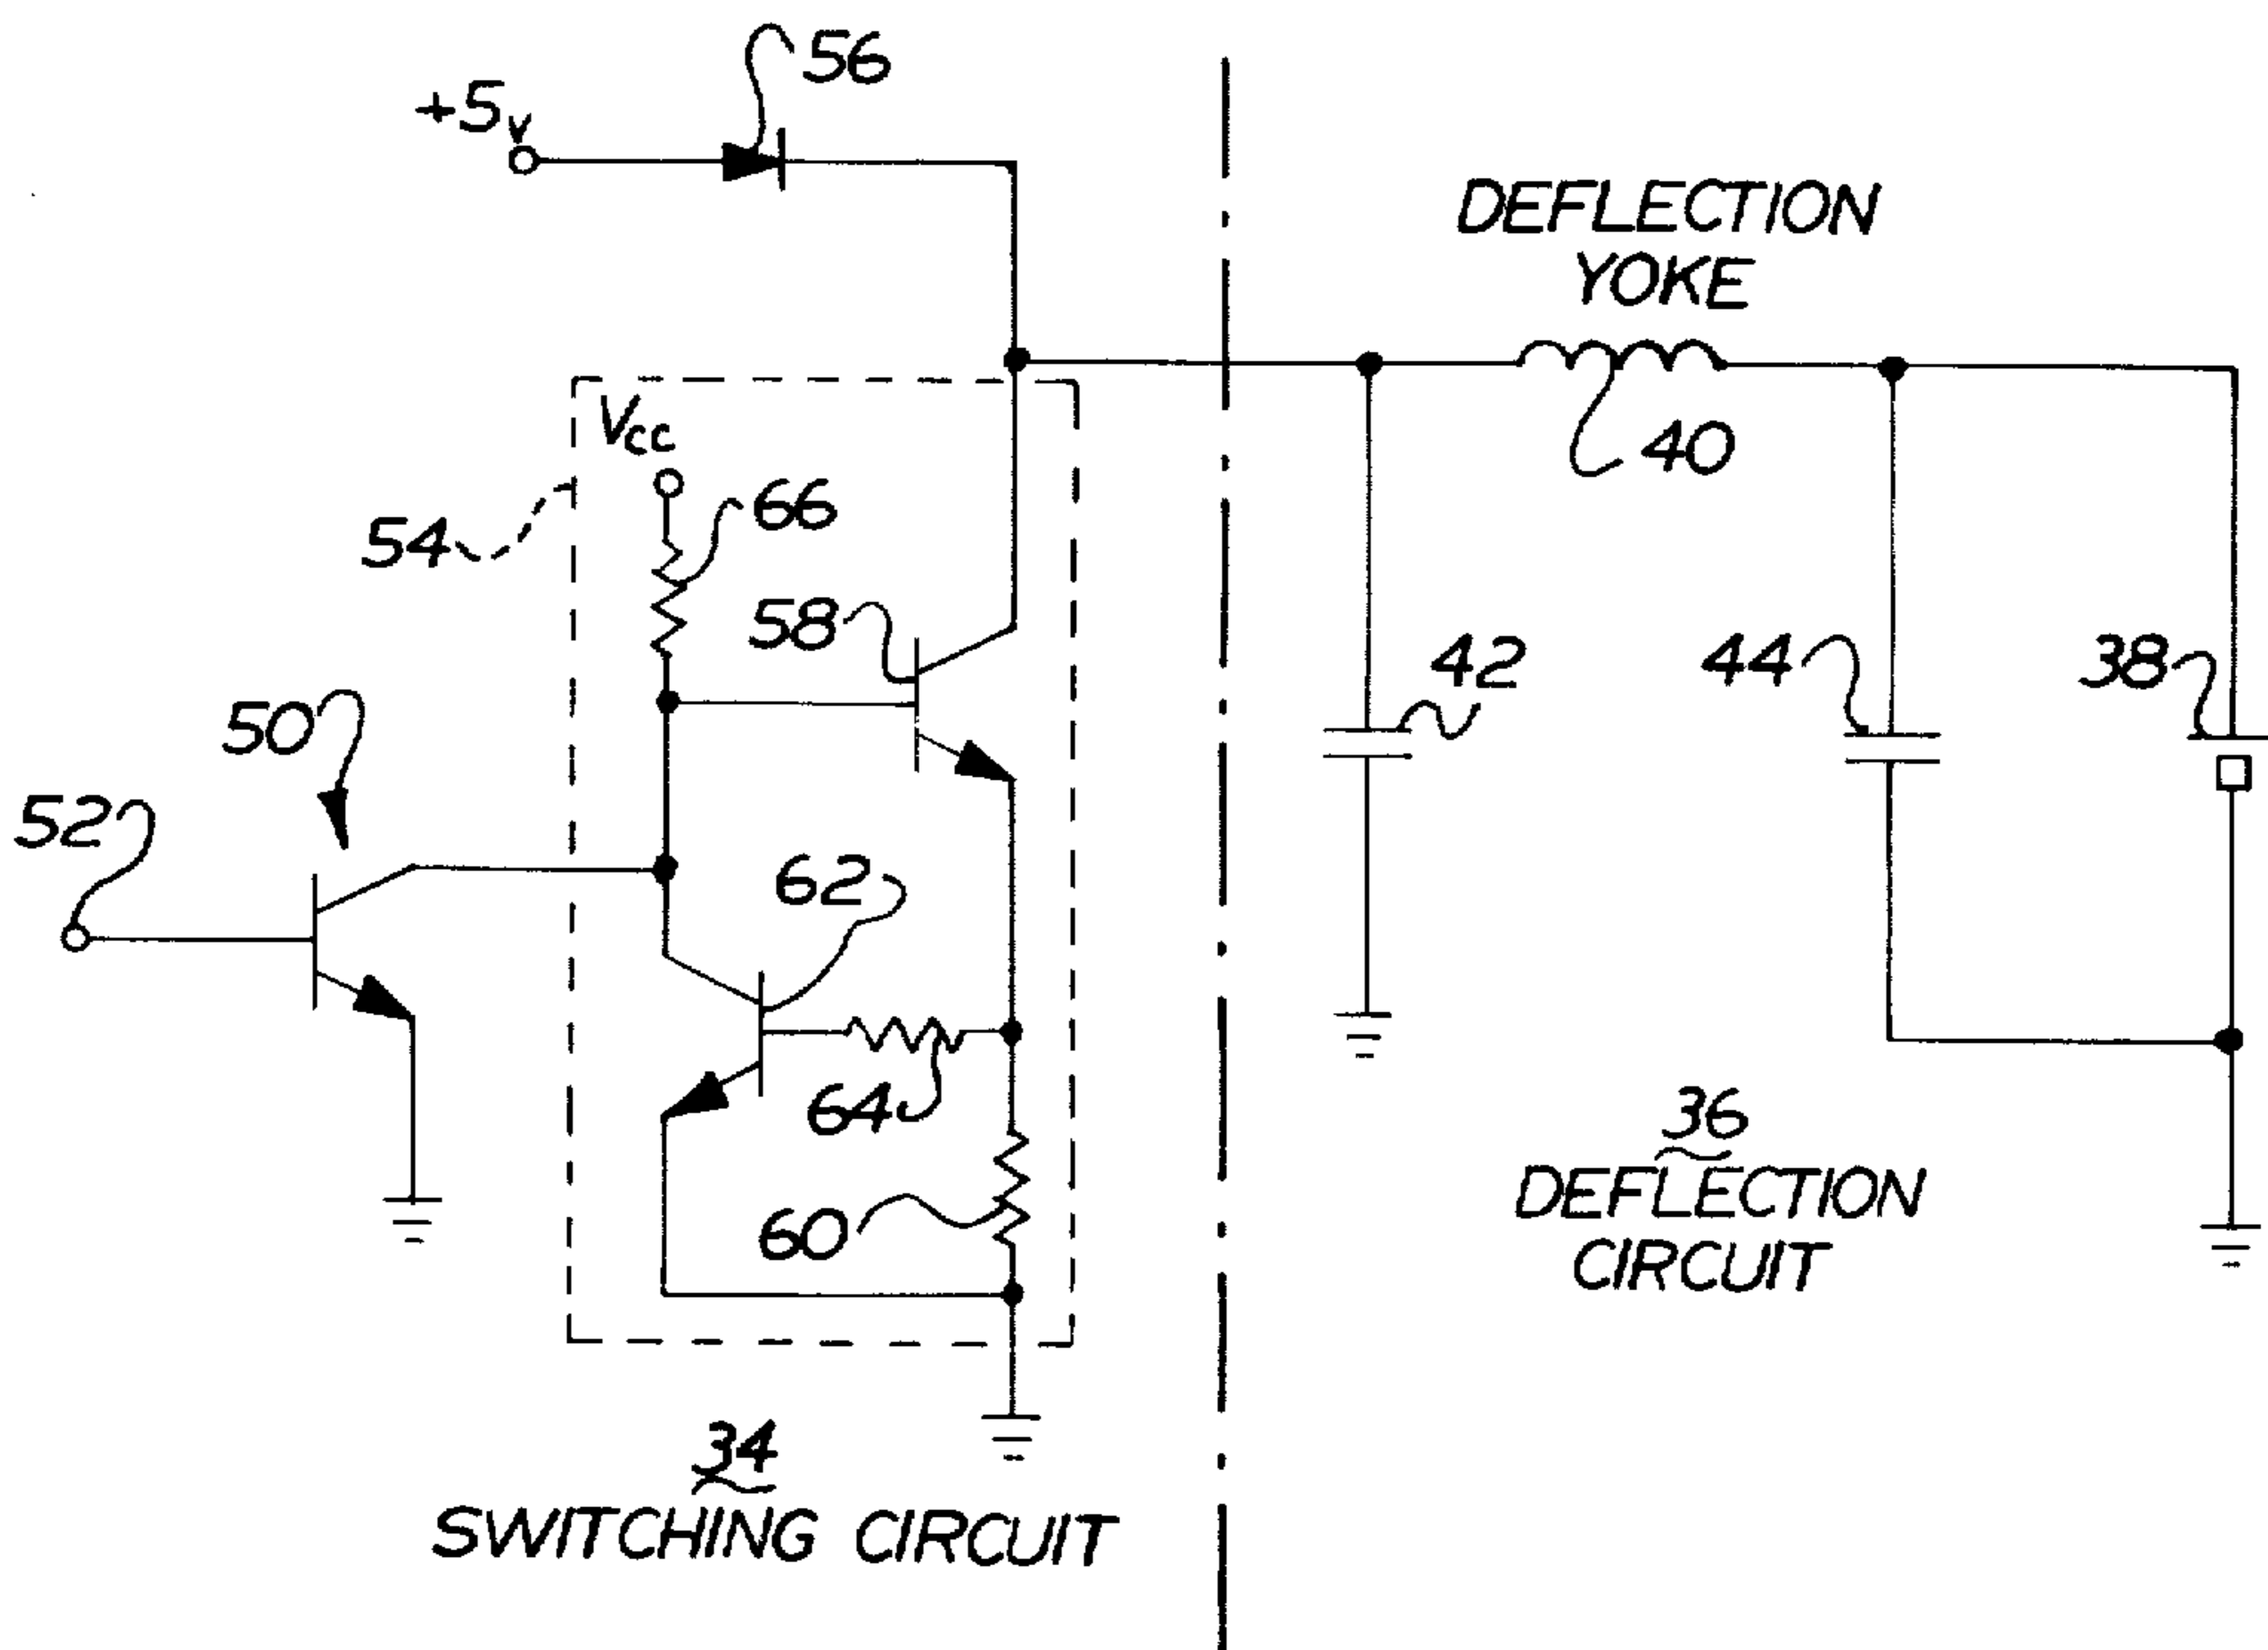 56
+5v
DEFLECTION
YOKE
Vcc
40
66
54
58
42
44
38
50
52
62
64
36
DEFLECTION
CIRCUIT
60
34
SWITCHING CIRCUIT